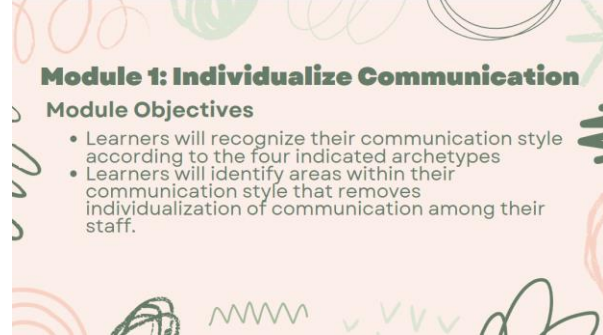 Module 1: Individualize Communication
Module Objectives
• Learners will recognize their communication style
according to the four indicated archetypes
• Learners will identify areas within their
communication style that removes
individualization of communication among their
staff.